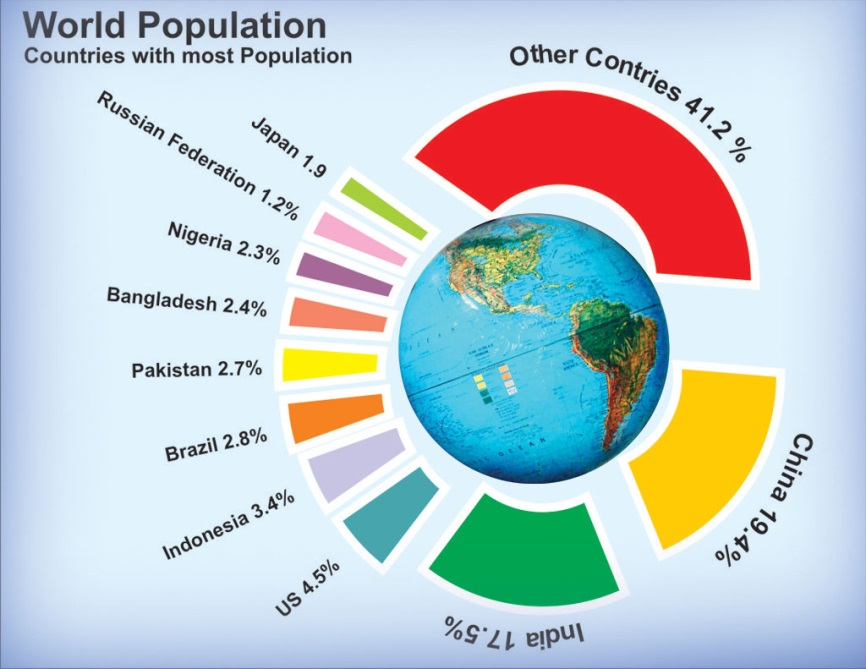 World Population
Countries with most Population
Other Contries 41.2 %
China 19.4%
India 17.5%
US 4.5%
Indonesia 3.4%
Brazil 2.8%
Pakistan 2.7%
Bangladesh 2.4%
Nigeria 2.3%
Russian Federation 1.2%
Japan 1.9